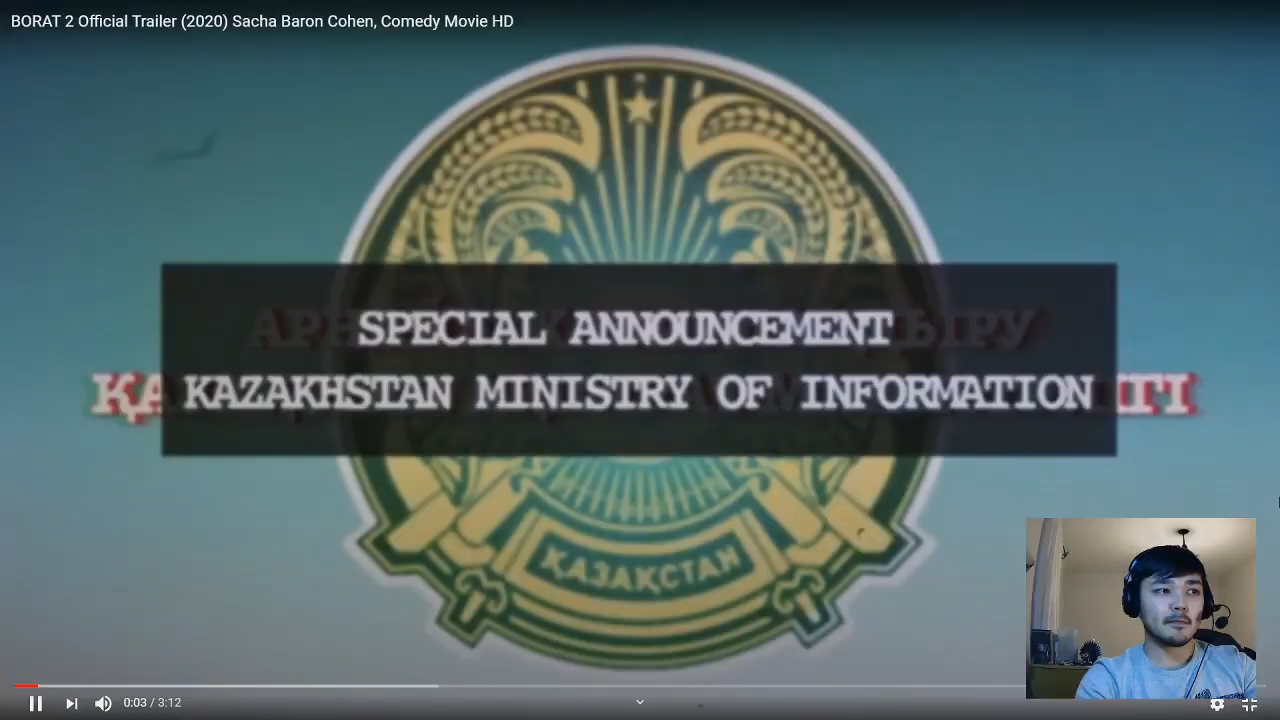 BORAT 2 Official Trailer (2020) Sacha Baron Cohen, Comedy Movie HD
SPECIAL ANNOUNCEMENT
KAZAKHSTAN MINISTRY OF INFORMATION
ҚАЗАҚСТАН
0:03 / 3:12